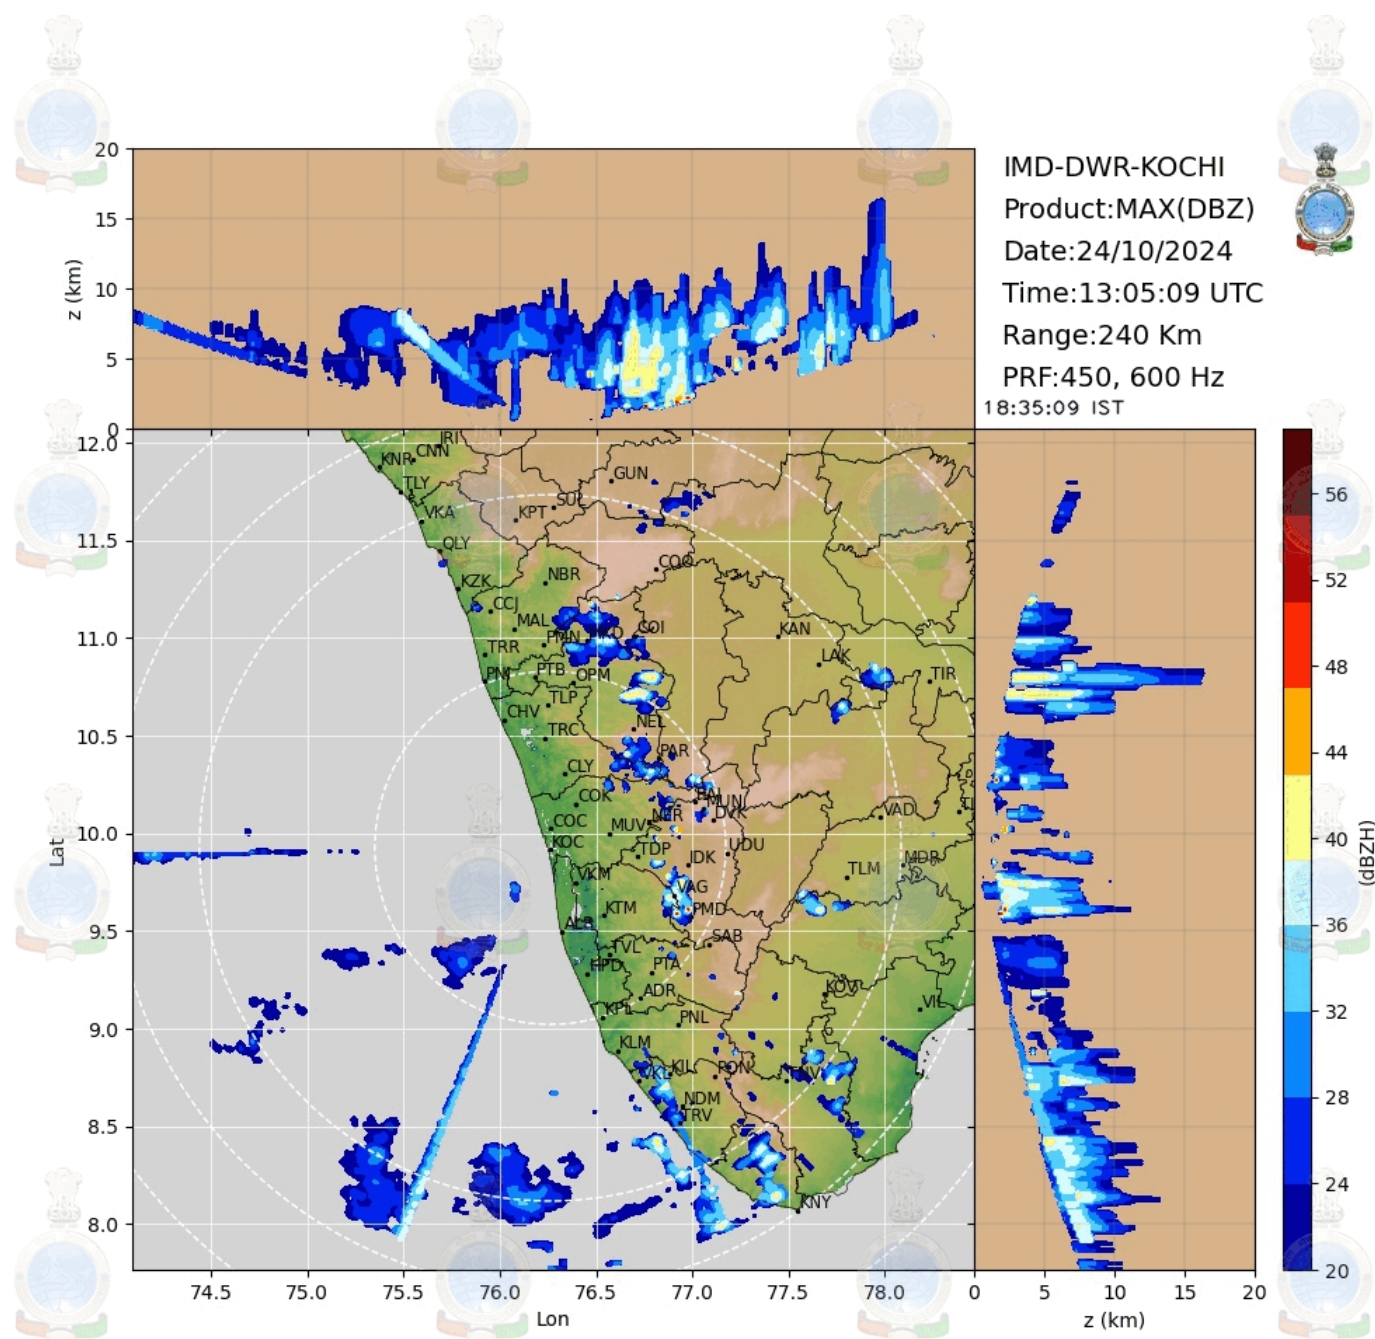 IMD-DWR-KOCHI
Product:MAX(DBZ)
Date:24/10/2024
Time:13:05:09 UTC
Range:240 Km
PRF:450, 600 Hz
18:35:09 IST
20
15
10
5
0
z (km)
12.0
11.5
11.0
10.5
10.0
9.5
9.0
8.5
8.0
Lat
IRI
CNN
KNR
TLY
GUN
SUL
KPT
VKA
QLY
COO
NBR
KZK
CCJ
MAL
COI
KAN
PMN
TRR
LAK
PTB
OPM
TIR
TLP
CHV
NEL
TRC
PAR
CLY
COK
MUNJ
DVK
VAD
COC
MUV
NER
KOC
TDP
UDU
IDK
MDR
TLM
VKM
VAG
KTM
PMD
ALP
SAB
TVL
HPD
PTA
ADR
KOV
VIL
KPL
PNL
KLM
KIL
VKL
PON
NDM
TRV
KNY
74.5
75.0
75.5
76.0
76.5
77.0
77.5
78.0
Lon
0
5
10
15
20
z (km)
56
52
48
44
40
36
32
28
24
20
(dBZH)